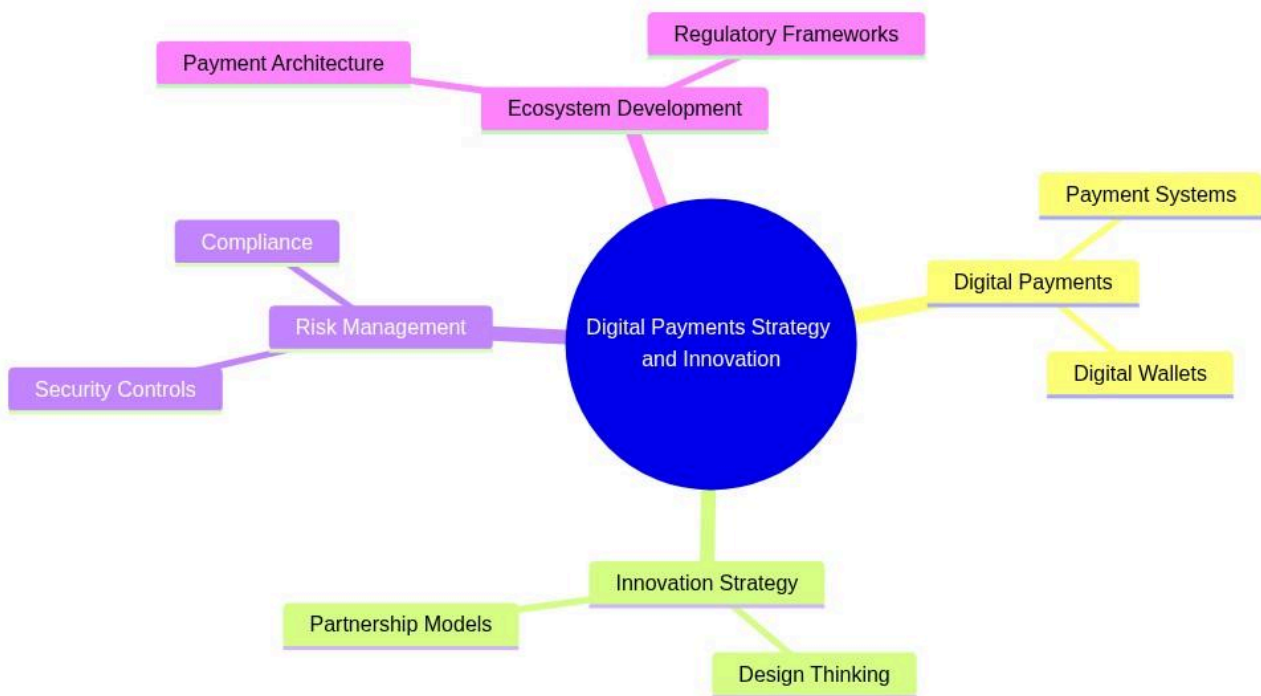 Regulatory Frameworks
Payment Architecture
Ecosystem Development
Payment Systems
Compliance
Digital Payments
Risk Management
Digital Payments Strategy
and Innovation
Security Controls
Digital Wallets
Innovation Strategy
Partnership Models
Design Thinking